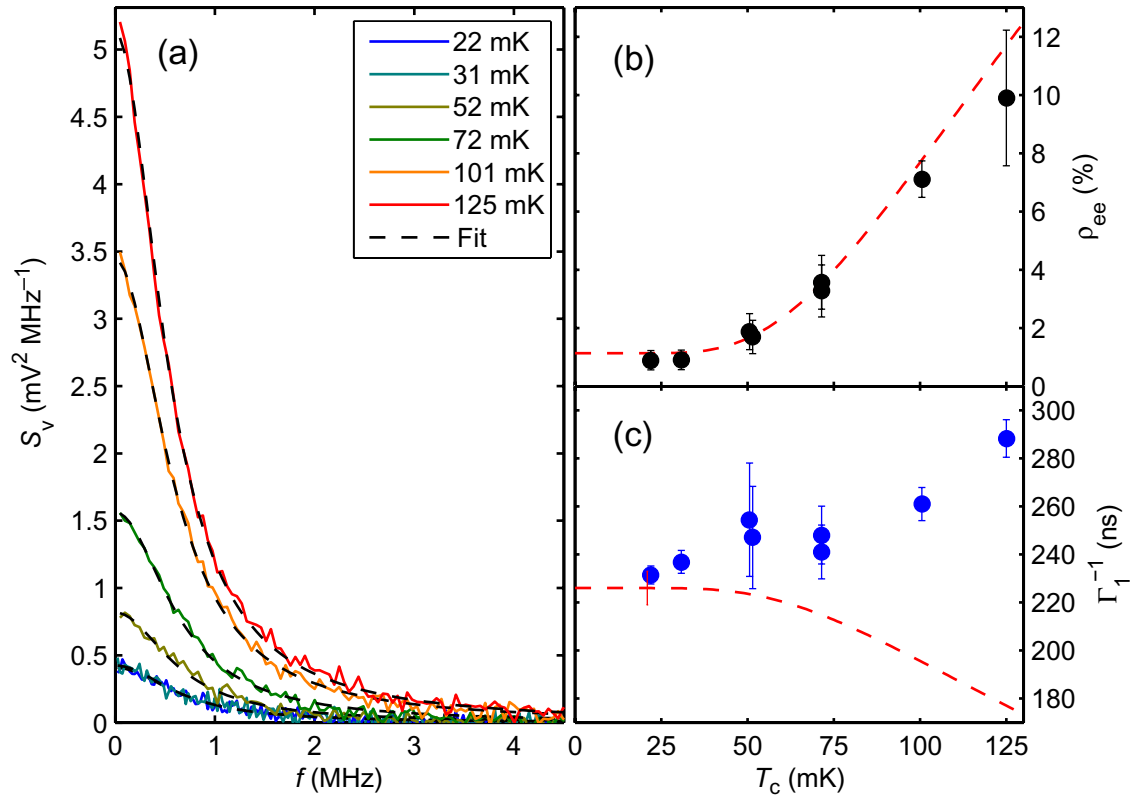 (a)
22 mK
31 mK
52 mK
72 mK
101 mK
125 mK
Fit
5
4.5
4
3.5
3
2.5
2
1.5
1
0.5
0
S_v (mV² MHz⁻¹)
0 1 2 3 4
f (MHz)
(b)
12
10
8
6
4
2
0
ρ_ee (%)
(c)
300
280
260
240
220
200
180
170
Γ₁⁻¹ (ns)
0 25 50 75 100 125
T_c (mK)